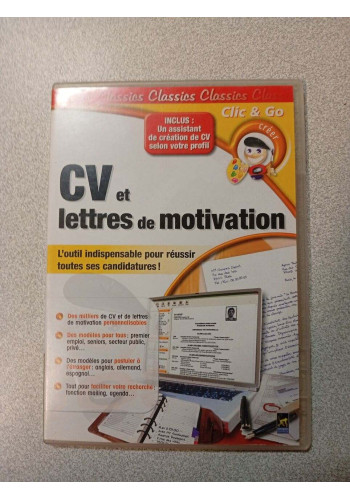 Classics Classics Classics
Clic & Go
créer
INCLUS :
Un assistant
de création de CV
selon votre profil
CV et
lettres de motivation
L'outil indispensable pour réussir
toutes ses candidatures !
Des milliers de CV et de lettres
de motivation personnalisables.
Des modèles pour tous : premier
emploi, seniors, secteur public,
privé...
Des modèles pour postuler à
l'étranger : anglais, allemand,
espagnol...
Tout pour faciliter votre recherche :
fonction mailing, agenda...